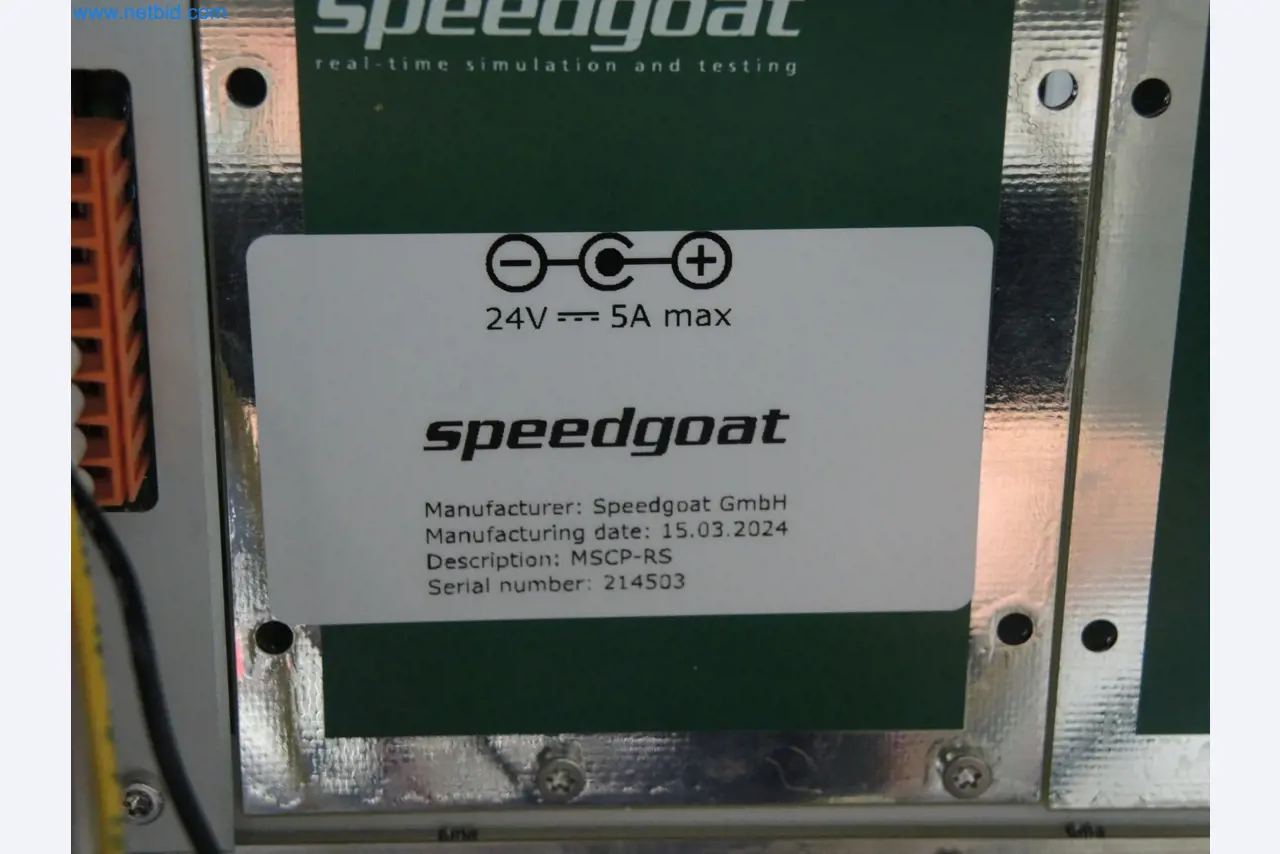 www.netbid.com
speedgoat
real-time simulation and testing
24V 5A max
speedgoat
Manufacturer: Speedgoat GmbH
Manufacturing date: 15.03.2024
Description: MSCP-RS
Serial number: 214503